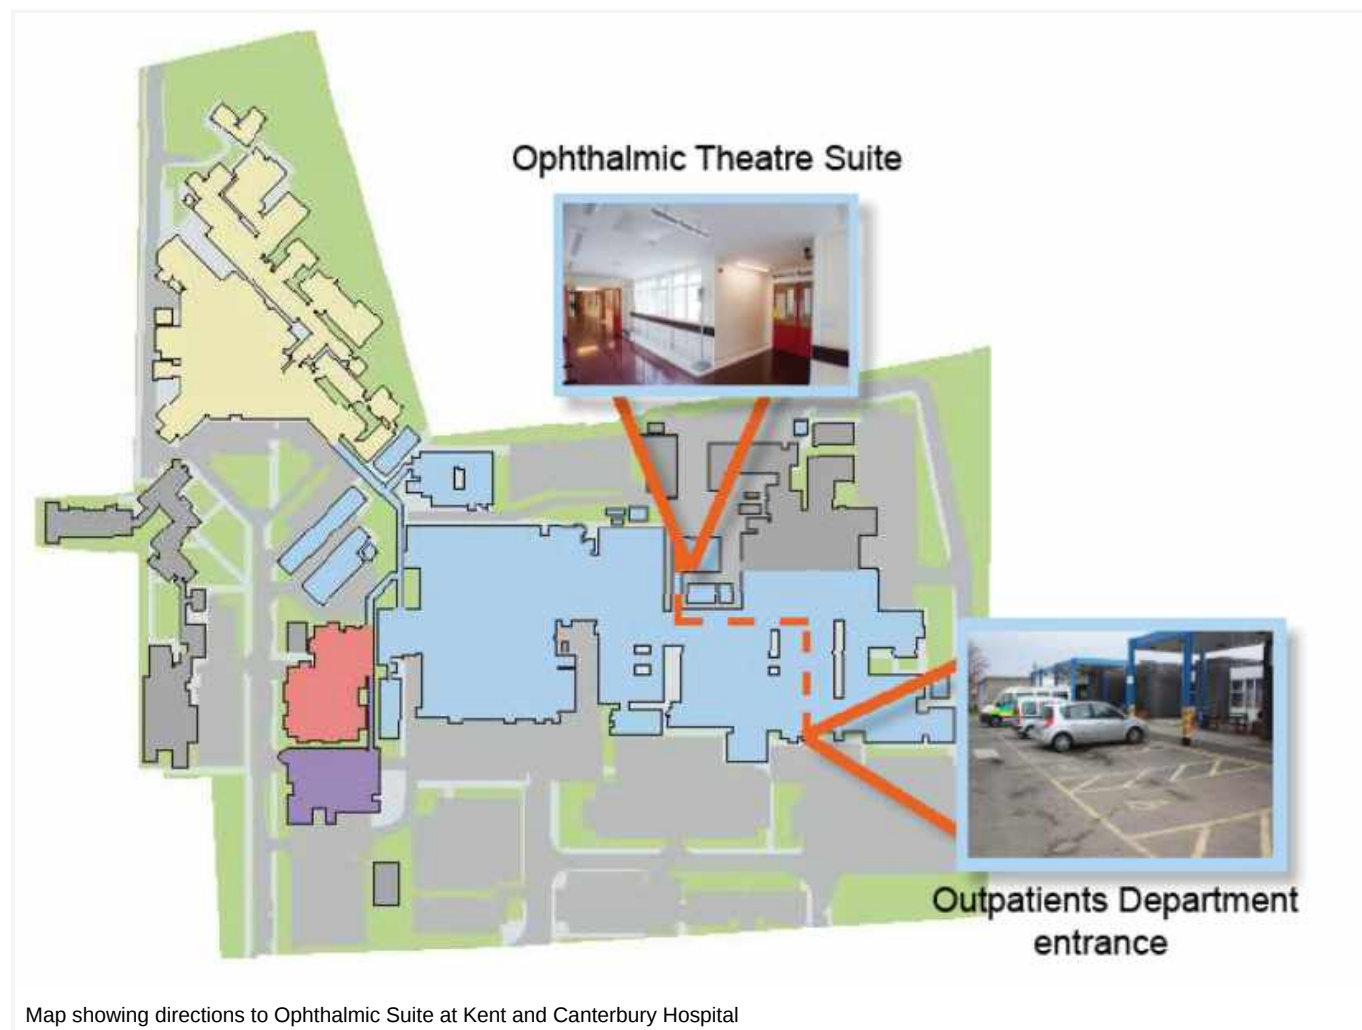 Ophthalmic Theatre Suite
Outpatients Department
entrance
Map showing directions to Ophthalmic Suite at Kent and Canterbury Hospital